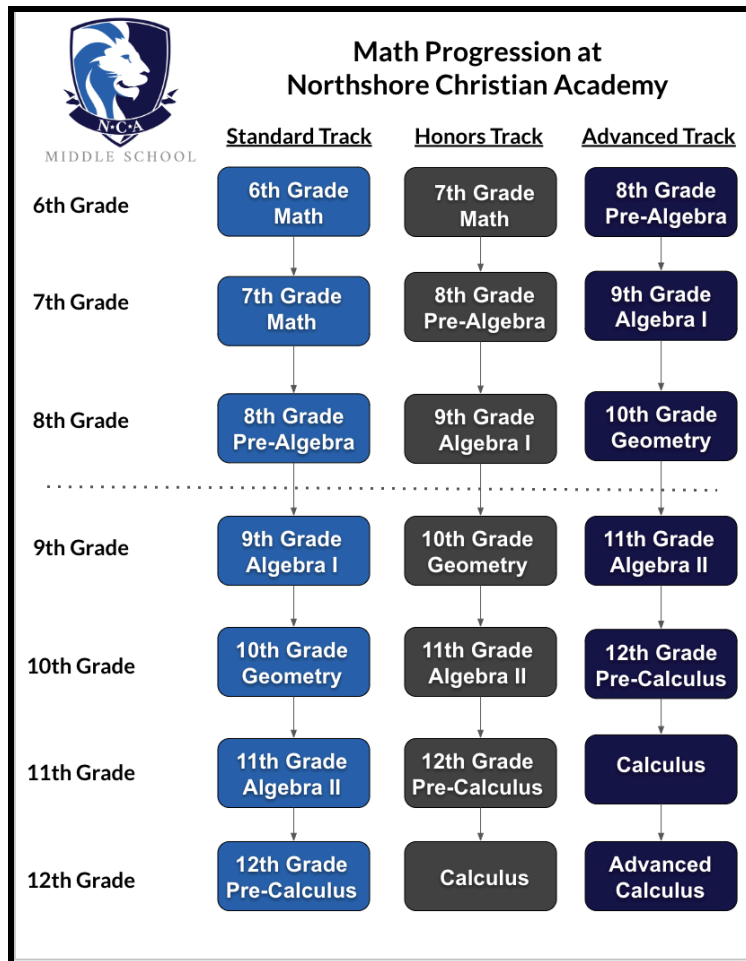 Math Progression at
Northshore Christian Academy
N•C•A
MIDDLE SCHOOL
Standard Track
Honors Track
Advanced Track
6th Grade
6th Grade
Math
7th Grade
Math
8th Grade
Pre-Algebra
7th Grade
7th Grade
Math
8th Grade
Pre-Algebra
9th Grade
Algebra I
8th Grade
8th Grade
Pre-Algebra
9th Grade
Algebra I
10th Grade
Geometry
9th Grade
9th Grade
Algebra I
10th Grade
Geometry
11th Grade
Algebra II
10th Grade
10th Grade
Geometry
11th Grade
Algebra II
12th Grade
Pre-Calculus
11th Grade
11th Grade
Algebra II
12th Grade
Pre-Calculus
Calculus
12th Grade
12th Grade
Pre-Calculus
Calculus
Advanced
Calculus